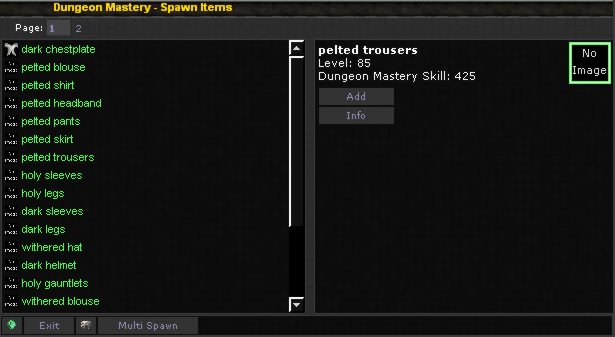 Dungeon Mastery - Spawn Items
Page: 1 2
dark chestplate
pelted blouse
pelted shirt
pelted headband
pelted pants
pelted skirt
pelted trousers
holy sleeves
holy legs
dark sleeves
dark legs
withered hat
dark helmet
holy gauntlets
withered blouse
pelted trousers
Level: 85
Dungeon Mastery Skill: 425
Add
Info
No
Image
Exit
Multi Spawn